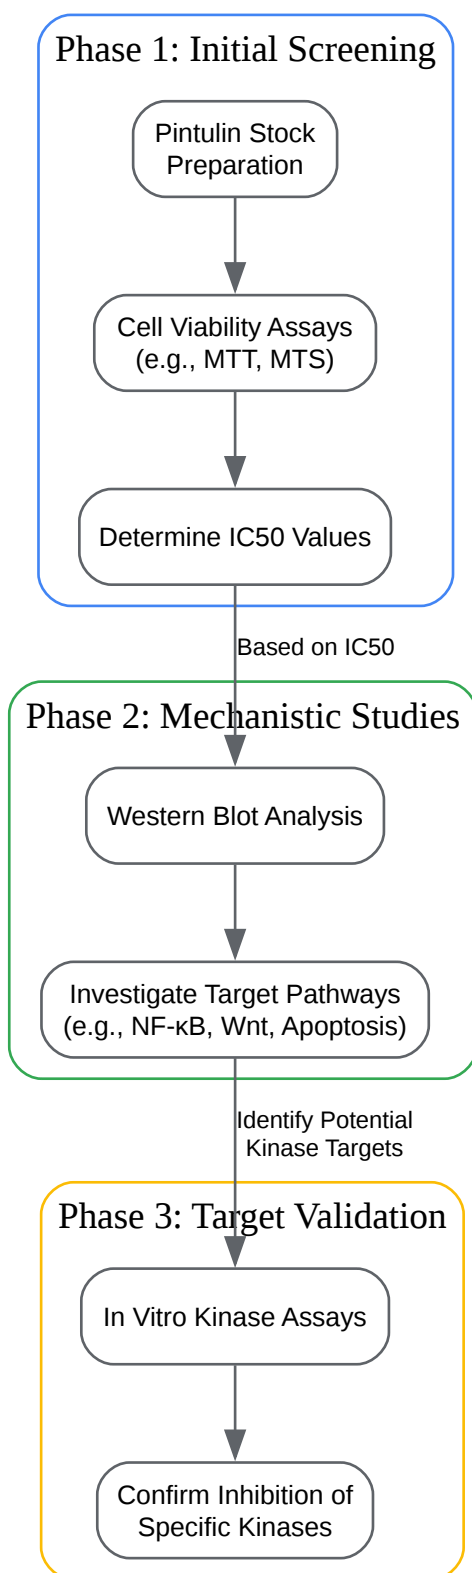 Phase 1: Initial Screening
Pintulin Stock
Preparation
Cell Viability Assays
(e.g., MTT, MTS)
Determine IC50 Values
Based on IC50
Phase 2: Mechanistic Studies
Western Blot Analysis
Investigate Target Pathways
(e.g., NF-κB, Wnt, Apoptosis)
Identify Potential
Kinase Targets
Phase 3: Target Validation
In Vitro Kinase Assays
Confirm Inhibition of
Specific Kinases